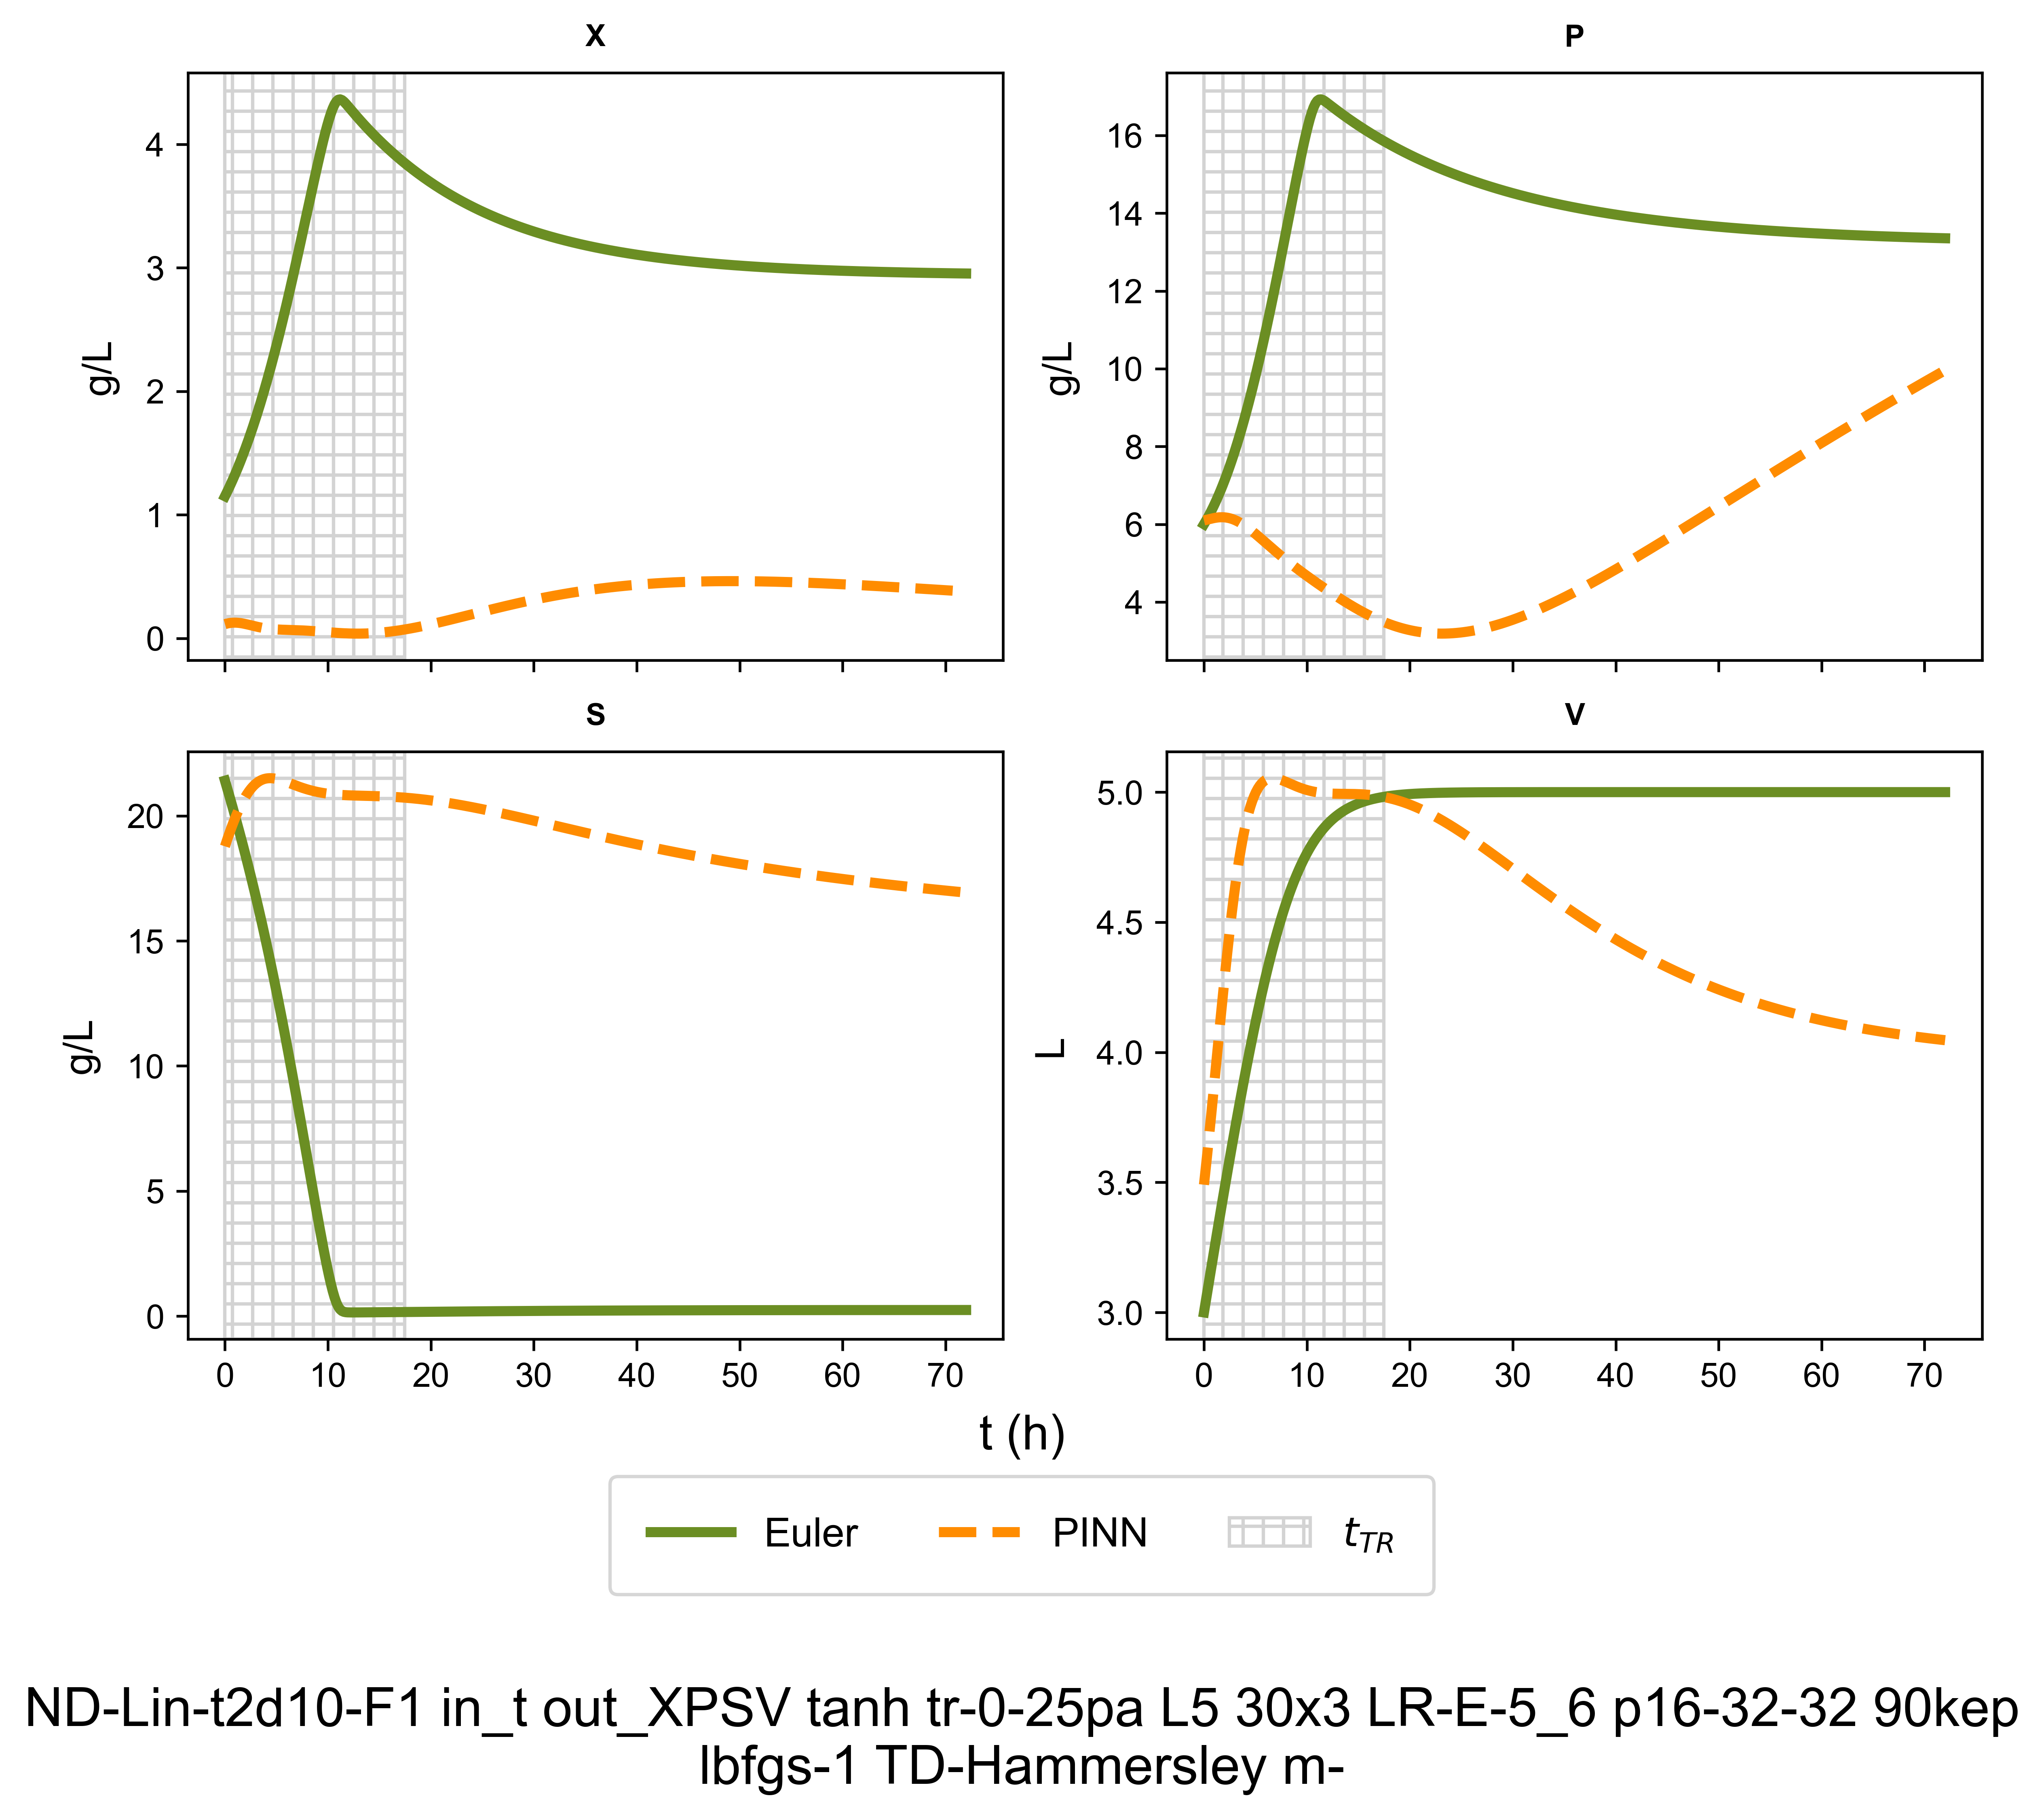 X
P
4
3
2
1
0
g/L
16
14
12
10
8
6
4
g/L
S
V
20
15
10
5
0
g/L
5.0
4.5
4.0
3.5
3.0
L
0 10 20 30 40 50 60 70
0 10 20 30 40 50 60 70
t (h)
Euler PINN t_TR
ND-Lin-t2d10-F1 in_t out_XPSV tanh tr-0-25pa L5 30x3 LR-E-5_6 p16-32-32 90kep
lbfgs-1 TD-Hammersley m-